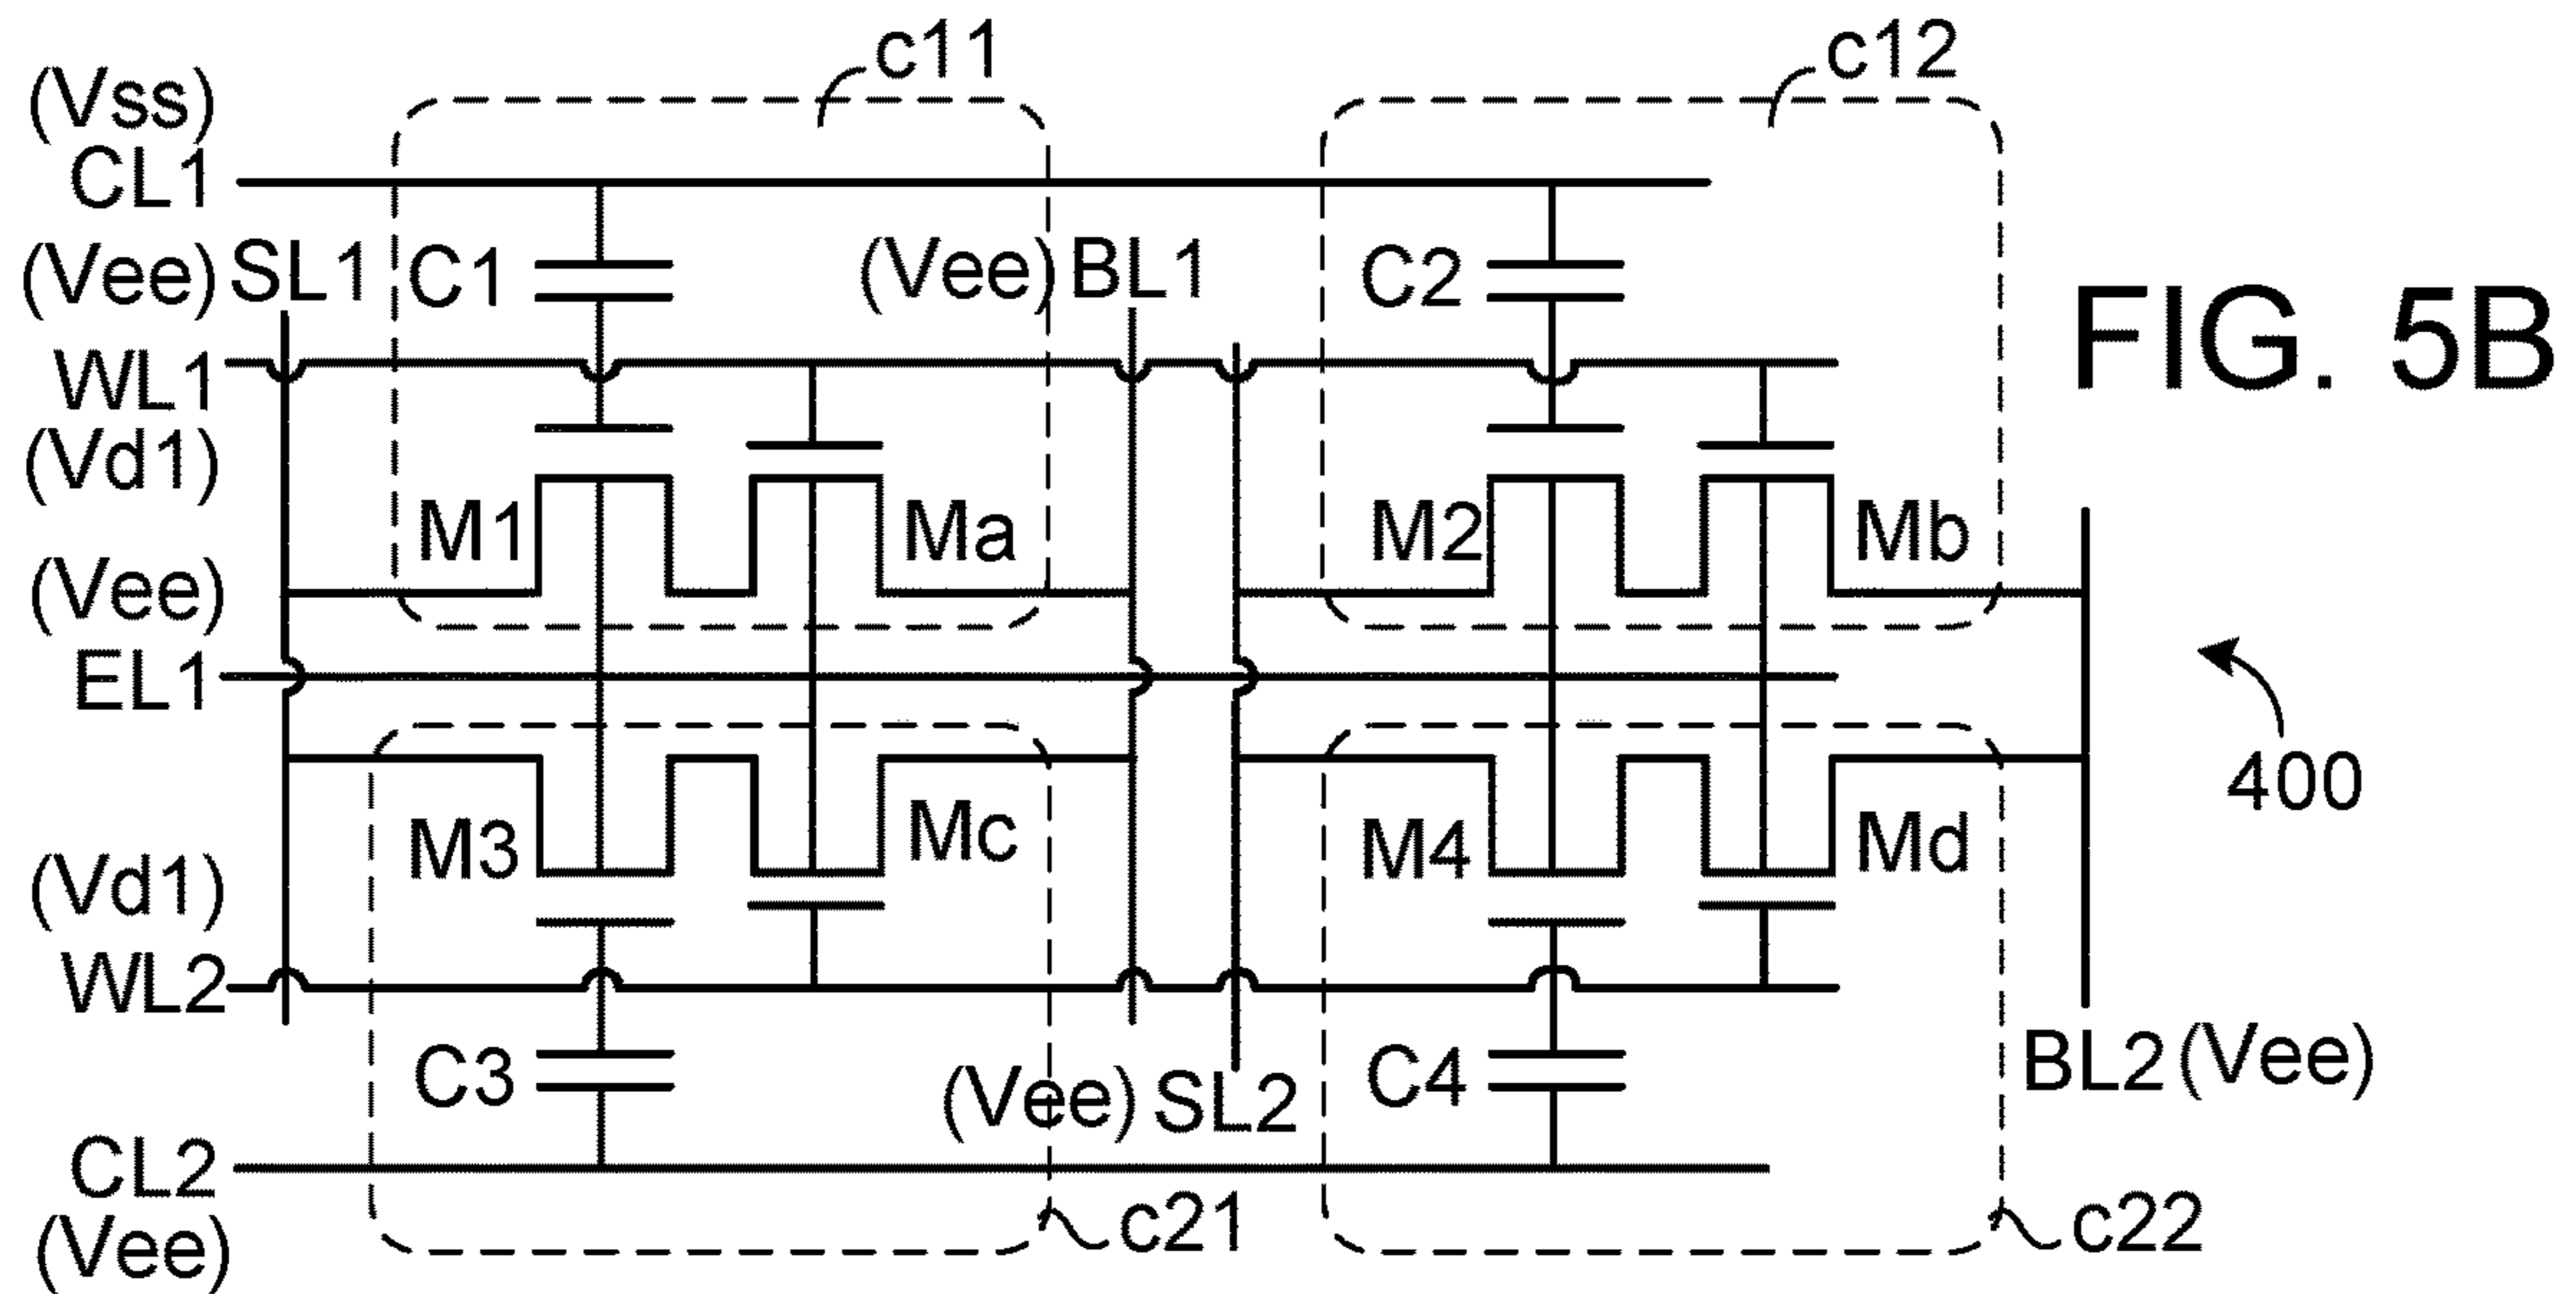 c11
c12
(Vss)
CL1
(Vee) SL1
C1
(Vee) BL1
C2
FIG. 5B
WL1
(Vd1)
M1
Ma
M2
Mb
(Vee)
EL1
400
M3
Mc
M4
Md
(Vd1)
WL2
C3
(Vee) SL2
C4
BL2 (Vee)
CL2
(Vee)
c21
c22